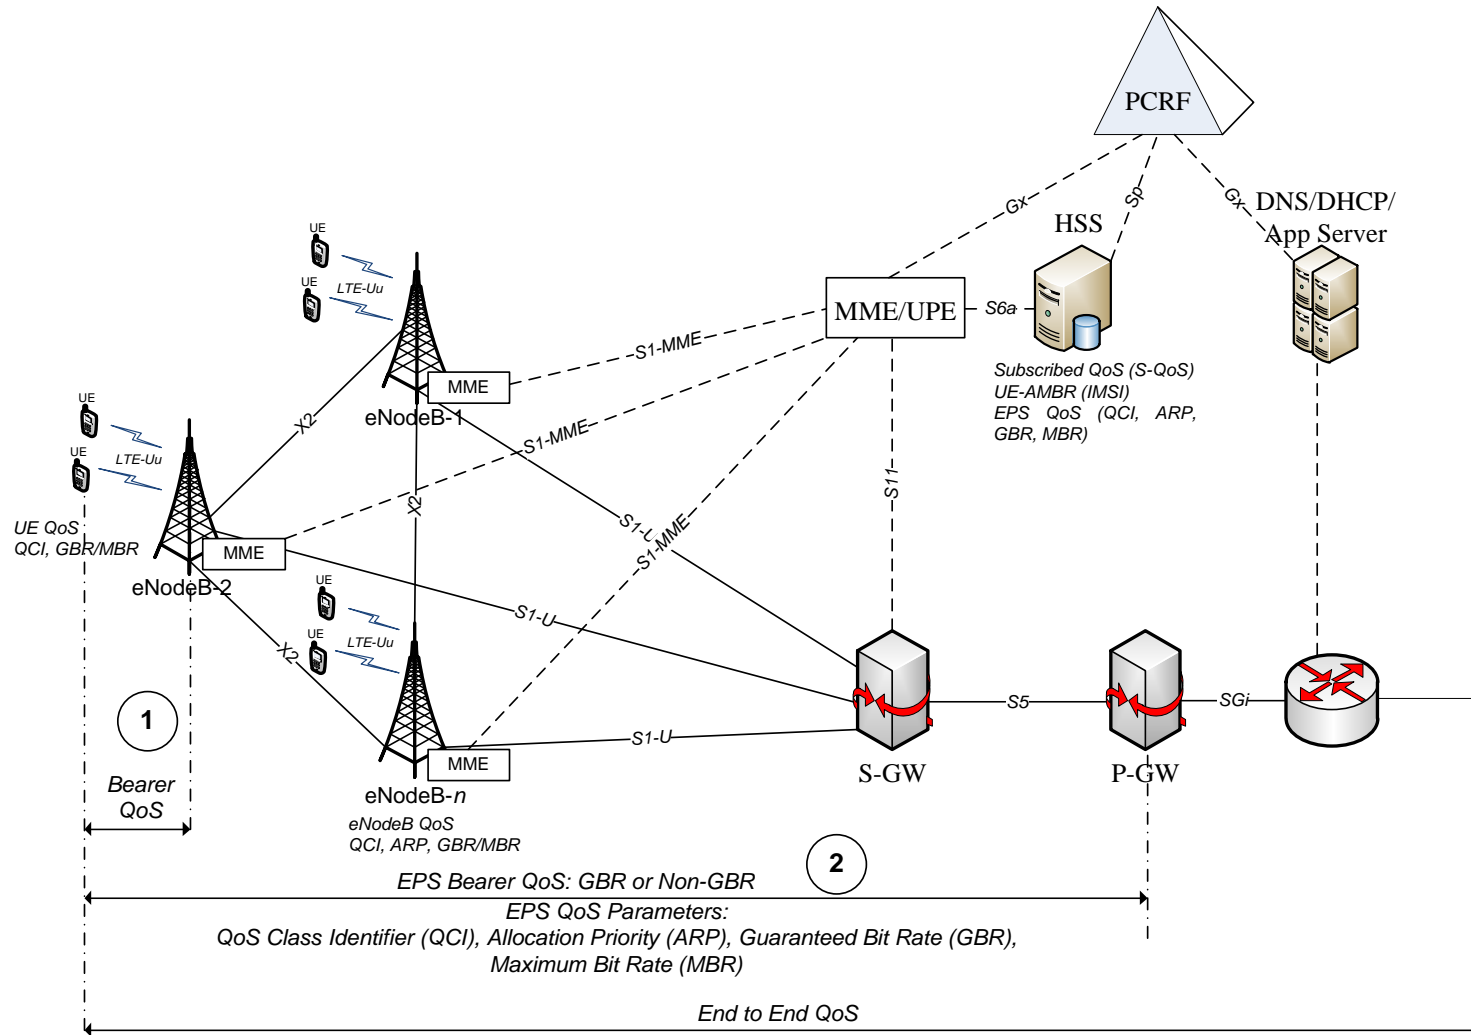 PCRF
Gx
Sp
Gx
DNS/DHCP/
App Server
HSS
UE
UE
LTE-Uu
MME/UPE
S6a
S1-MME
MME
eNodeB-1
Subscribed QoS (S-QoS)
UE-AMBR (IMSI)
EPS QoS (QCI, ARP,
GBR, MBR)
UE
UE
LTE-Uu
X2
S1-MME
S11
X2
UE QoS
QCI, GBR/MBR
MME
eNodeB-2
S1-U
S1-MME
UE
UE
LTE-Uu
S1-U
X2
S1-U
MME
eNodeB-n
eNodeB QoS
QCI, ARP, GBR/MBR
S5
SGi
S-GW
P-GW
1
Bearer
QoS
2
EPS Bearer QoS: GBR or Non-GBR
EPS QoS Parameters:
QoS Class Identifier (QCI), Allocation Priority (ARP), Guaranteed Bit Rate (GBR),
Maximum Bit Rate (MBR)
End to End QoS